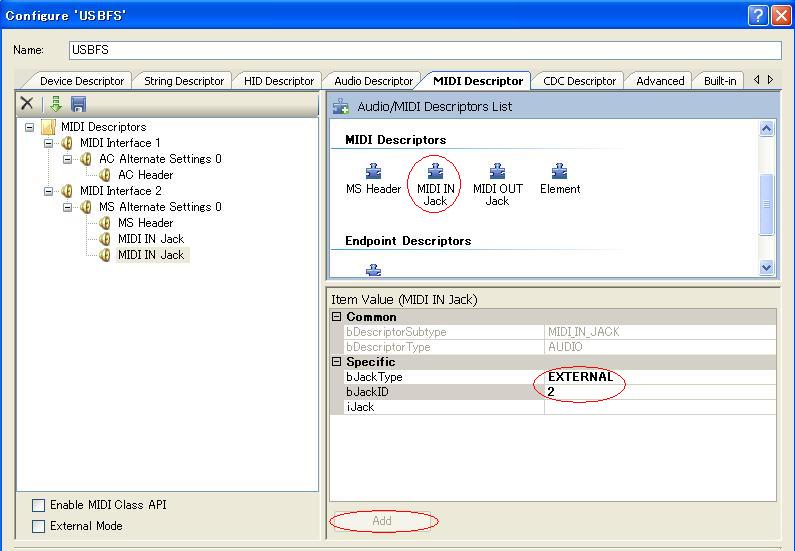 Configure 'USBFS'
Name: USBFS
Device Descriptor String Descriptor HID Descriptor Audio Descriptor MIDI Descriptor CDC Descriptor Advanced Built-in
MIDI Descriptors
MIDI Interface 1
AC Alternate Settings 0
AC Header
MIDI Interface 2
MS Alternate Settings 0
MS Header
MIDI IN Jack
MIDI IN Jack
Enable MIDI Class API
External Mode
Audio/MIDI Descriptors List
MIDI Descriptors
MS Header MIDI IN Jack MIDI OUT Jack Element
Endpoint Descriptors
Item Value (MIDI IN Jack)
Common
bDescriptorSubtype MIDI_IN_JACK
bDescriptorType AUDIO
Specific
bJackType EXTERNAL
bJackID 2
iJack
Add